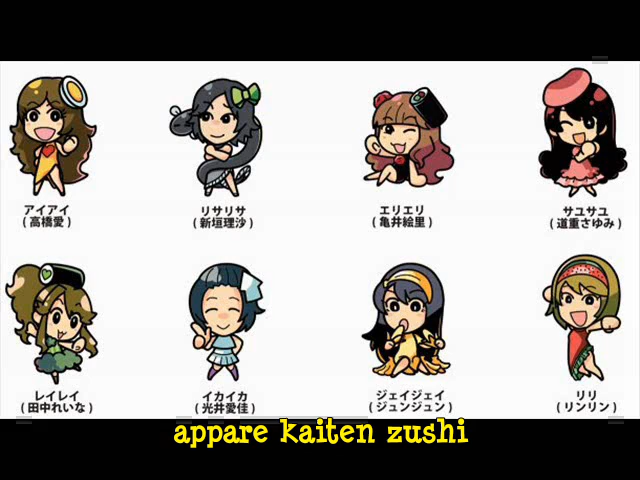 アイアイ
(高橋愛)
リサリサ
(新垣理沙)
エリエリ
(亀井絵里)
サユサユ
(道重さゆみ)
レイレイ
(田中れいな)
イカイカ
(光井愛佳)
ジェイジェイ
(ジュンジュン)
リリ
(リンリン)
appare kaiten zushi